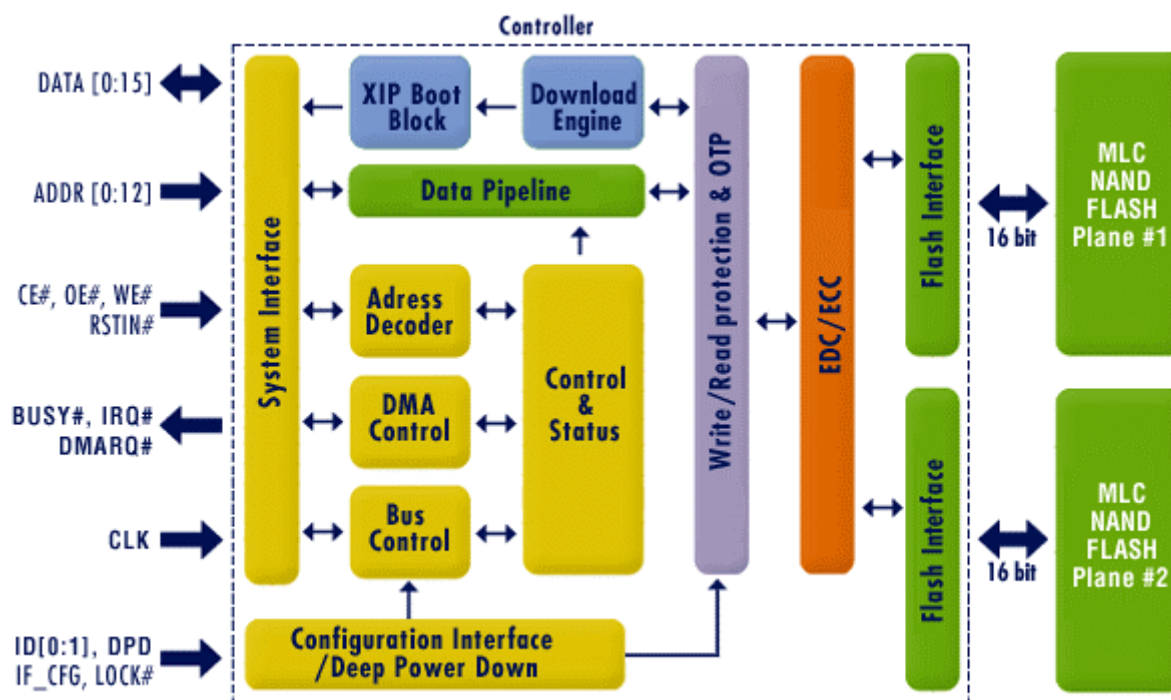 Controller
DATA [0:15]
ADDR [0:12]
CE#, OE#, WE#
RSTIN#
BUSY#, IRQ#
DMARQ#
CLK
ID[0:1], DPD
IF_CFG, LOCK#
System Interface
XIP Boot
Block
Download
Engine
Data Pipeline
Adress
Decoder
DMA
Control
Bus
Control
Control
&
Status
Configuration Interface
/Deep Power Down
Write/Read protection & OTP
EDC/ECC
Flash Interface
16 bit
MLC
NAND
FLASH
Plane #1
Flash Interface
16 bit
MLC
NAND
FLASH
Plane #2